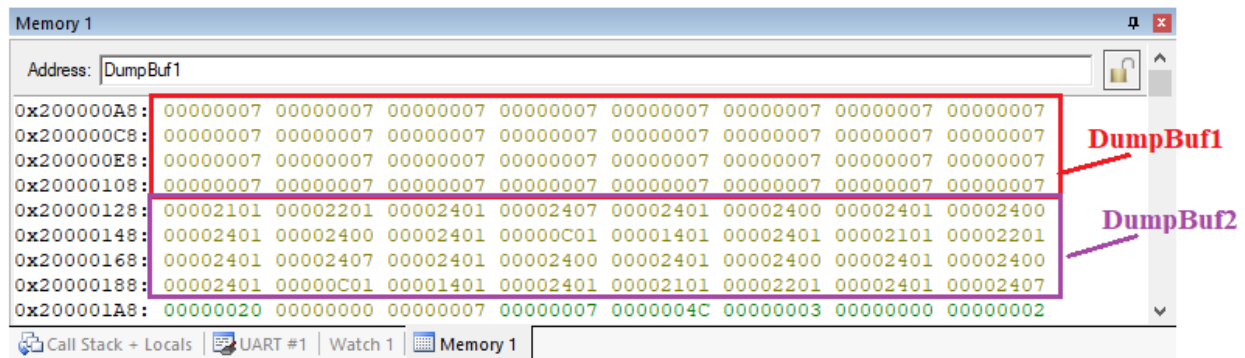 Memory 1
Address: DumpBuf1
0x200000A8: 00000007 00000007 00000007 00000007 00000007 00000007 00000007 00000007
0x200000C8: 00000007 00000007 00000007 00000007 00000007 00000007 00000007 00000007
0x200000E8: 00000007 00000007 00000007 00000007 00000007 00000007 00000007 00000007
0x20000108: 00000007 00000007 00000007 00000007 00000007 00000007 00000007 00000007
DumpBuf1
0x20000128: 00002101 00002201 00002401 00002407 00002401 00002400 00002401 00002400
0x20000148: 00002401 00002400 00002401 00000C01 00001401 00002401 00002101 00002201
0x20000168: 00002401 00002407 00002401 00002400 00002401 00002400 00002401 00002400
0x20000188: 00002401 00000C01 00001401 00002401 00002101 00002201 00002401 00002407
DumpBuf2
0x200001A8: 00000020 00000000 00000007 00000007 0000004C 00000003 00000000 00000002
Call Stack + Locals UART #1 Watch 1 Memory 1